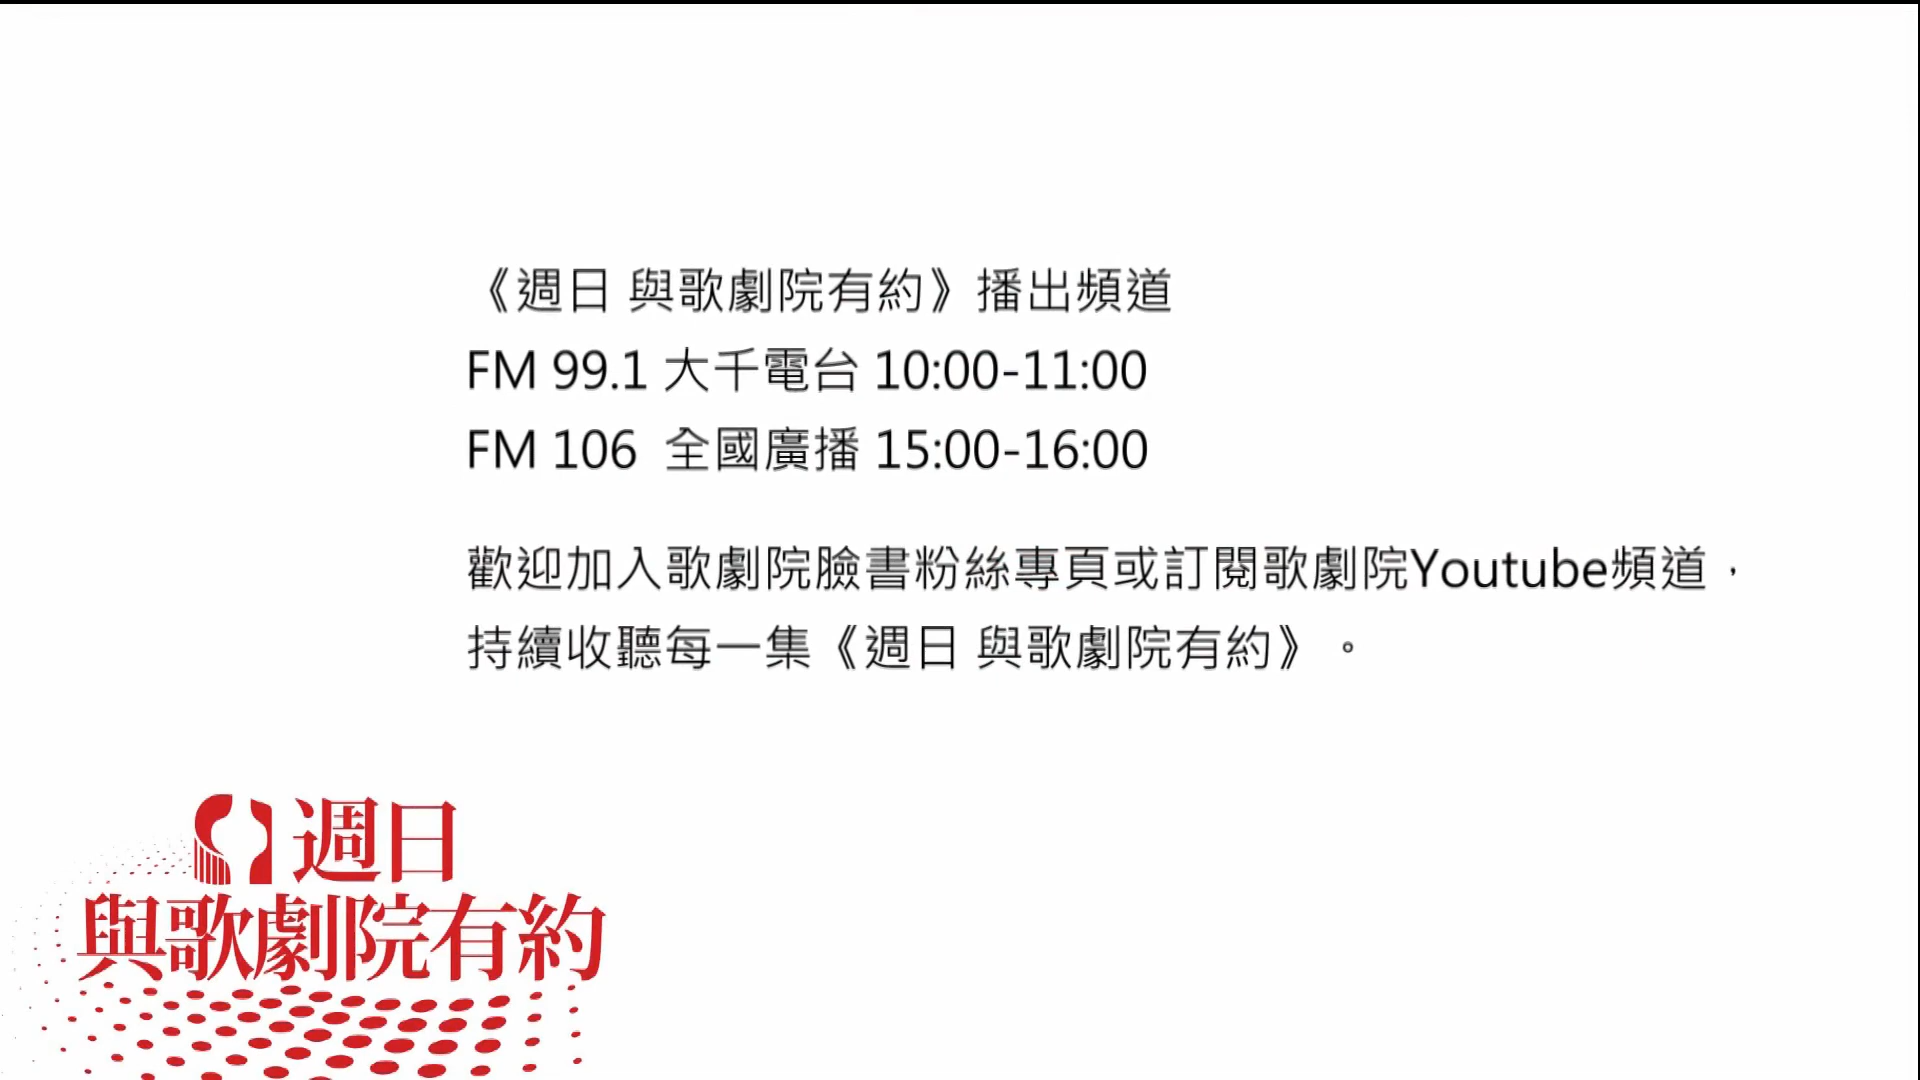 《週日 與歌劇院有約》播出頻道
FM 99.1 大千電台 10:00-11:00
FM 106 全國廣播 15:00-16:00
歡迎加入歌劇院臉書粉絲專頁或訂閱歌劇院Youtube頻道，
持續收聽每一集《週日 與歌劇院有約》。
週日
與歌劇院有約